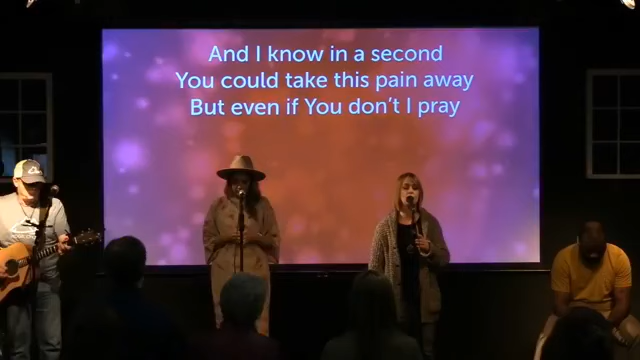 And I know in a second
You could take this pain away
But even if You don't I pray